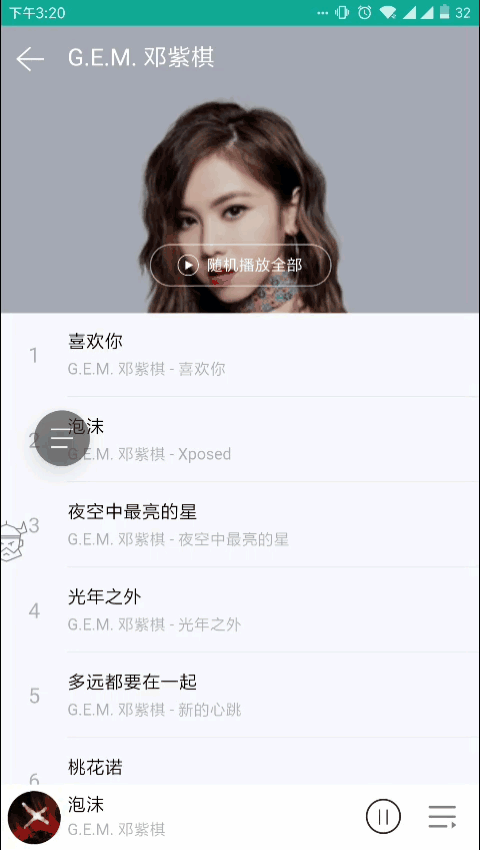 下午3:20
32
G.E.M. 邓紫棋
随机播放全部
1
喜欢你
G.E.M. 邓紫棋 - 喜欢你
2
泡沫
G.E.M. 邓紫棋 - Xposed
3
夜空中最亮的星
G.E.M. 邓紫棋 - 夜空中最亮的星
4
光年之外
G.E.M. 邓紫棋 - 光年之外
5
多远都要在一起
G.E.M. 邓紫棋 - 新的心跳
6
桃花诺
泡沫
G.E.M. 邓紫棋